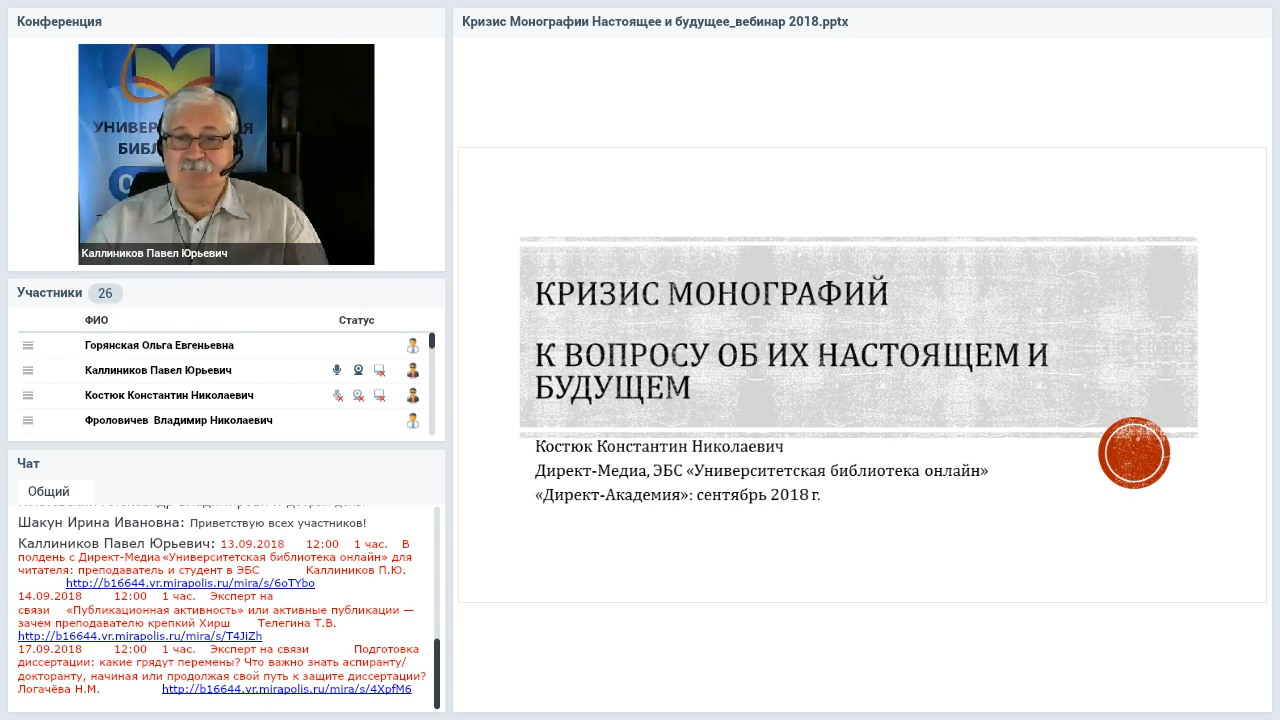 Конференция
УНИВЕР АЯ
БИБЛ
Каллиников Павел Юрьевич
Участники 26
ФИО Статус
Горянская Ольга Евгеньевна
Каллиников Павел Юрьевич
Костюк Константин Николаевич
Фроловичев Владимир Николаевич
Чат
Общий
Шакун Ирина Ивановна: Приветствую всех участников!
Каллиников Павел Юрьевич: 13.09.2018 12:00 1 час. В
полдень с Директ-Медиа«Университетская библиотека онлайн» для
читателя: преподаватель и студент в ЭБС Каллиников П.Ю.
http://b16644.vr.mirapolis.ru/mira/s/6oTYbo
14.09.2018 12:00 1 час. Эксперт на
связи «Публикационная активность» или активные публикации —
зачем преподавателю крепкий Хирш Телегина Т.В.
http://b16644.vr.mirapolis.ru/mira/s/T4JiZh
17.09.2018 12:00 1 час. Эксперт на связи Подготовка
диссертации: какие грядут перемены? Что важно знать аспиранту/
докторанту, начиная или продолжая свой путь к защите диссертации?
Логачёва Н.М. http://b16644.vr.mirapolis.ru/mira/s/4XpfM6
Кризис Монографии Настоящее и будущее_вебинар 2018.pptx
КРИЗИС МОНОГРАФИЙ
К ВОПРОСУ ОБ ИХ НАСТОЯЩЕМ И
БУДУЩЕМ
Костюк Константин Николаевич
Директ-Медиа, ЭБС «Университетская библиотека онлайн»
«Директ-Академия»: сентябрь 2018 г.